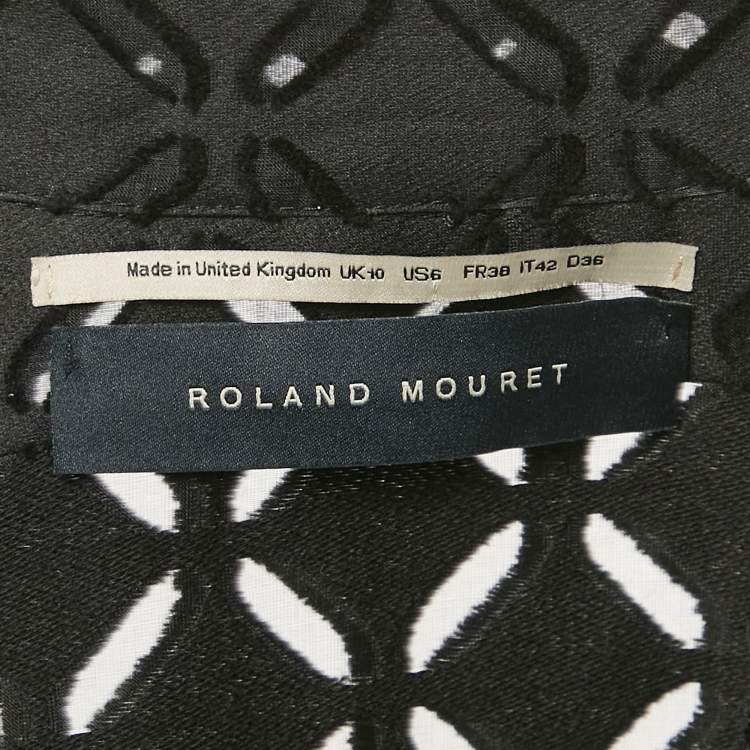 Made in United Kingdom UK10 US6 FR38 IT42 D36
ROLAND MOURET